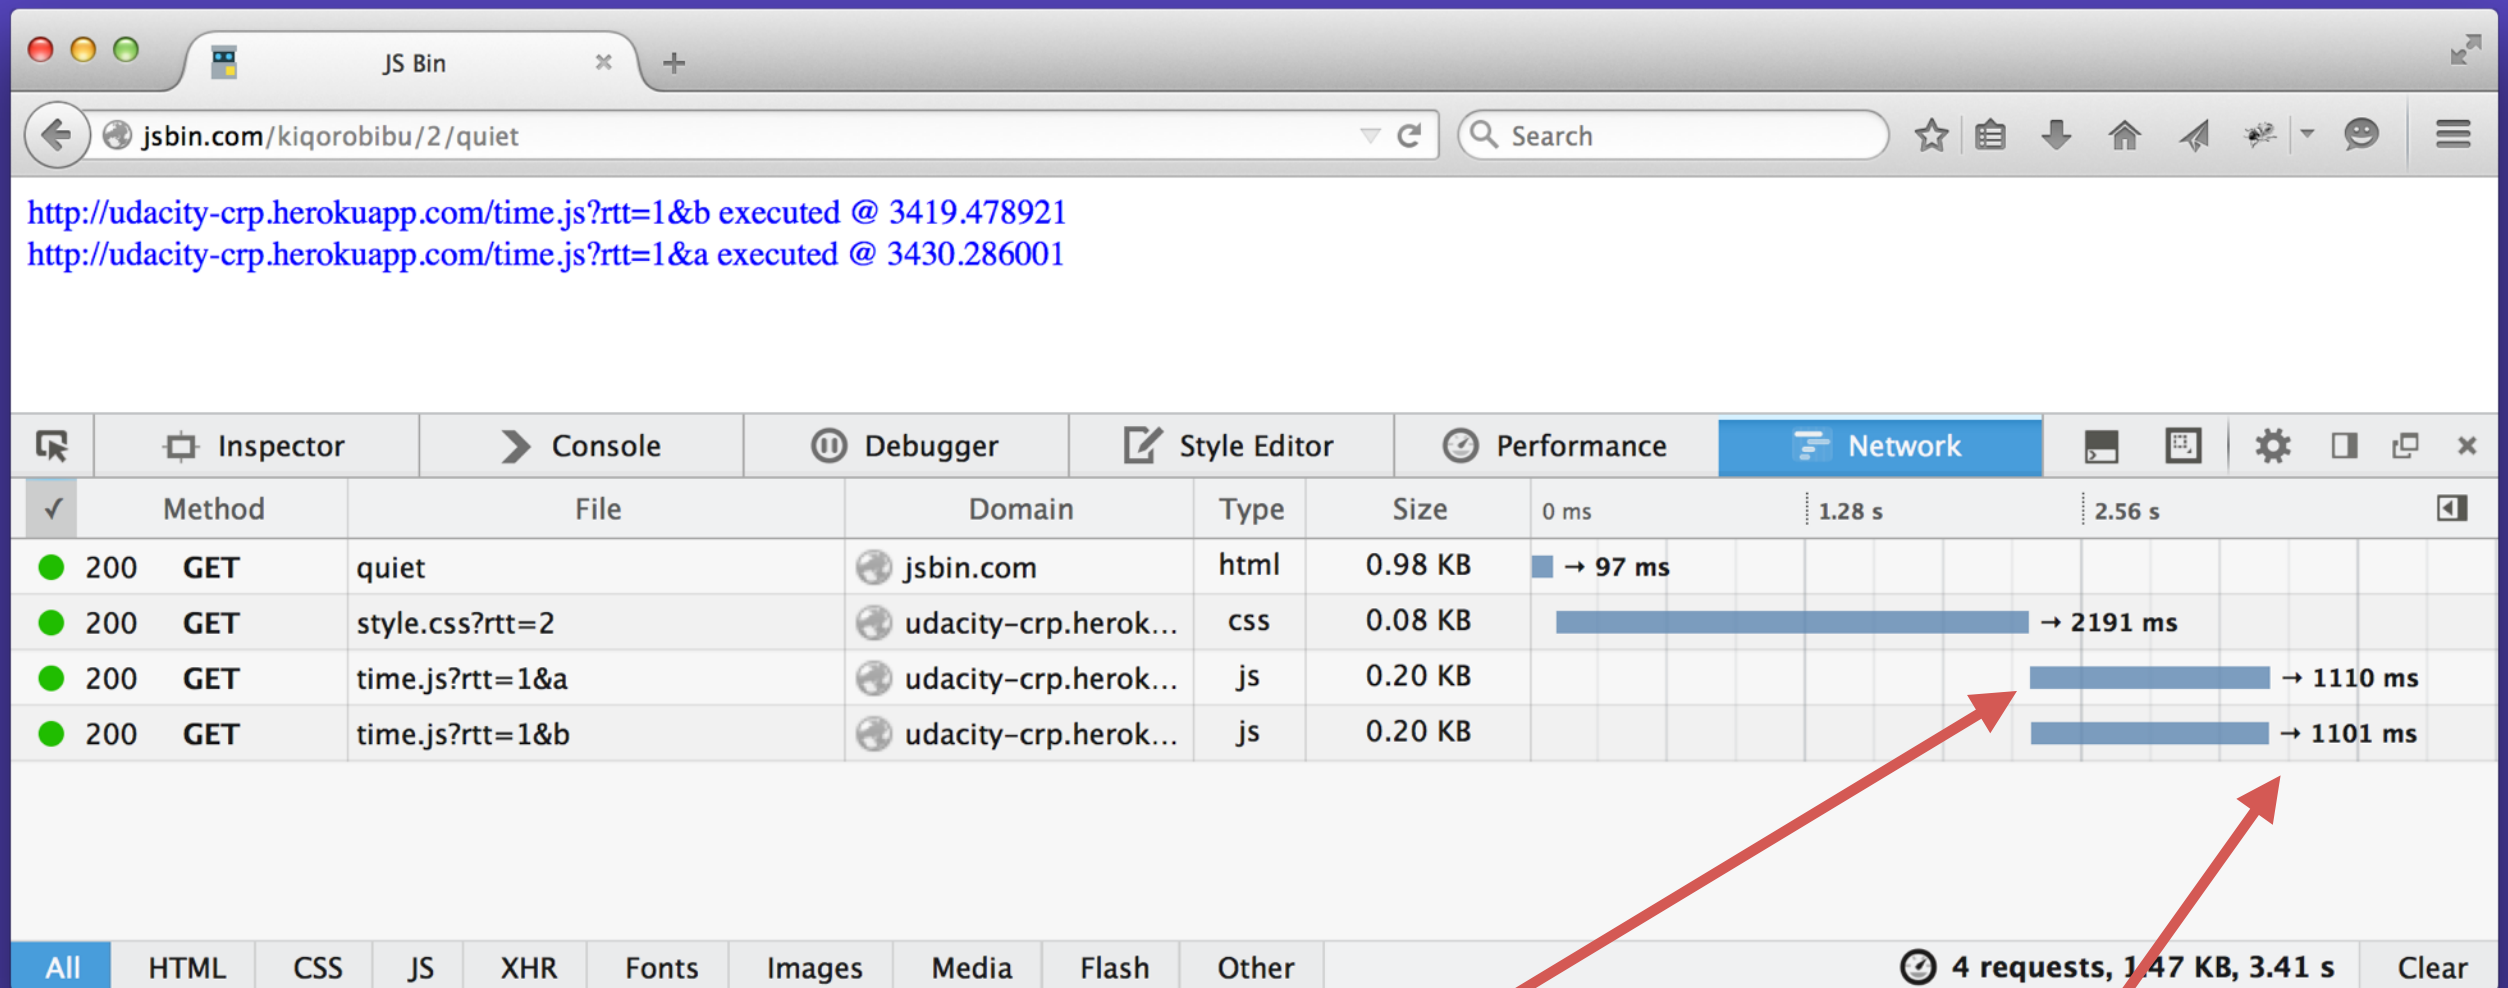 JS Bin
jsbin.com/kiqorobibu/2/quiet
Search
http://udacity-crp.herokuapp.com/time.js?rtt=1&b executed @ 3419.478921
http://udacity-crp.herokuapp.com/time.js?rtt=1&a executed @ 3430.286001
Inspector Console Debugger Style Editor Performance Network
✓ Method File Domain Type Size 0 ms 1.28 s 2.56 s
200 GET quiet jsbin.com html 0.98 KB → 97 ms
200 GET style.css?rtt=2 udacity-crp.herok... css 0.08 KB → 2191 ms
200 GET time.js?rtt=1&a udacity-crp.herok... js 0.20 KB → 1110 ms
200 GET time.js?rtt=1&b udacity-crp.herok... js 0.20 KB → 1101 ms
All HTML CSS JS XHR Fonts Images Media Flash Other 4 requests, 1.47 KB, 3.41 s Clear